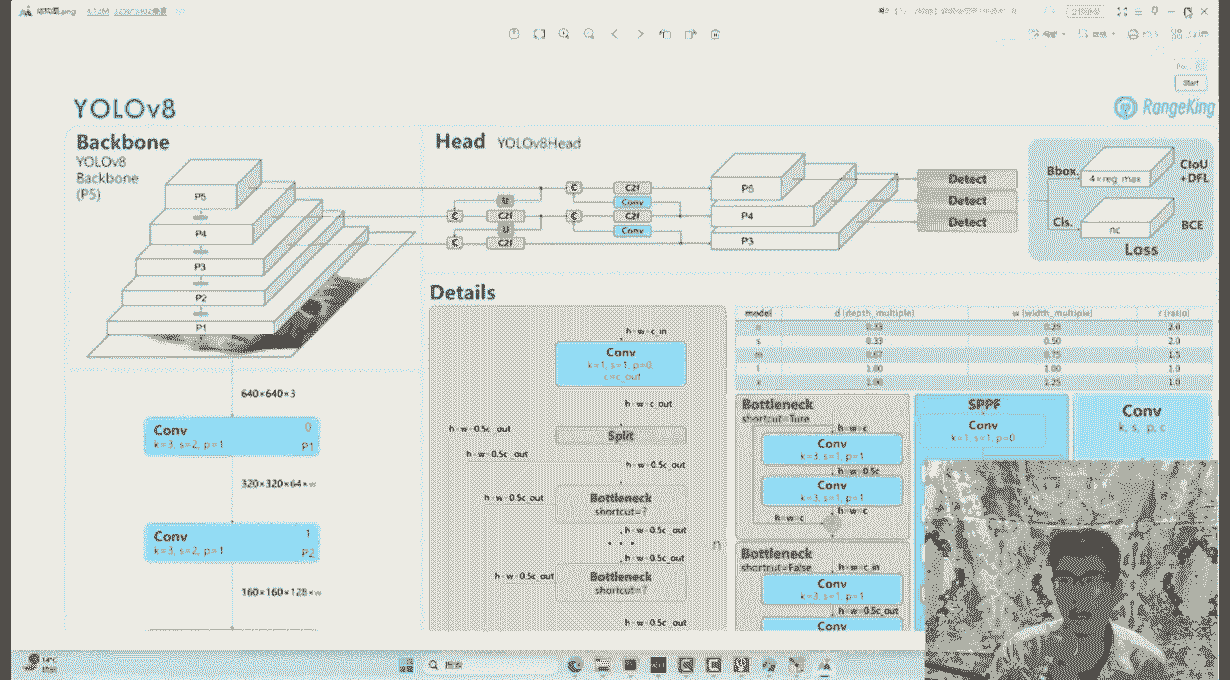 Start
YOLOv8
RangeKing
Backbone
YOLOv8
Backbone
(P5)
P5
P4
P3
P2
P1
640×640×3
Conv
0
k=3, s=2, p=1
P1
320×320×64×w
Conv
1
k=3, s=2, p=1
P2
160×160×128×w
Head YOLOv8Head
U
C
C2f
U
C
C2f
C
C2f
Conv
C
C2f
Conv
P5
P4
P3
Detect
Detect
Detect
Bbox.
4×reg_max
CIoU
+DFL
Cls.
nc
BCE
Loss
Details
h×w×c_in
Conv
k=1, s=1, p=0,
c=c_out
h×w×c_out
Split
h×w×0.5c_out
h×w×0.5c_out
h×w×0.5c_out
Bottleneck
shortcut=?
h×w×0.5c_out
h×w×0.5c_out
...
n
h×w×0.5c_out
Bottleneck
shortcut=?
h×w×0.5c_out
h×w×0.5c_out
model d (depth_multiple) w (width_multiple) r (ratio)
n 0.33 0.25 2.0
s 0.33 0.50 2.0
m 0.67 0.75 1.5
l 1.00 1.00 1.0
x 1.00 1.25 1.0
Bottleneck
shortcut=Ture
h×w×c
Conv
k=3, s=1, p=1
h×w×0.5c
Conv
k=3, s=1, p=1
h×w×c
h×w×c
Bottleneck
shortcut=False
h×w×c_in
Conv
k=3, s=1, p=1
h×w×0.5c_out
Conv
SPPF
Conv
k=1, s=1, p=0
Conv
k, s, p, c
14°C
搜索